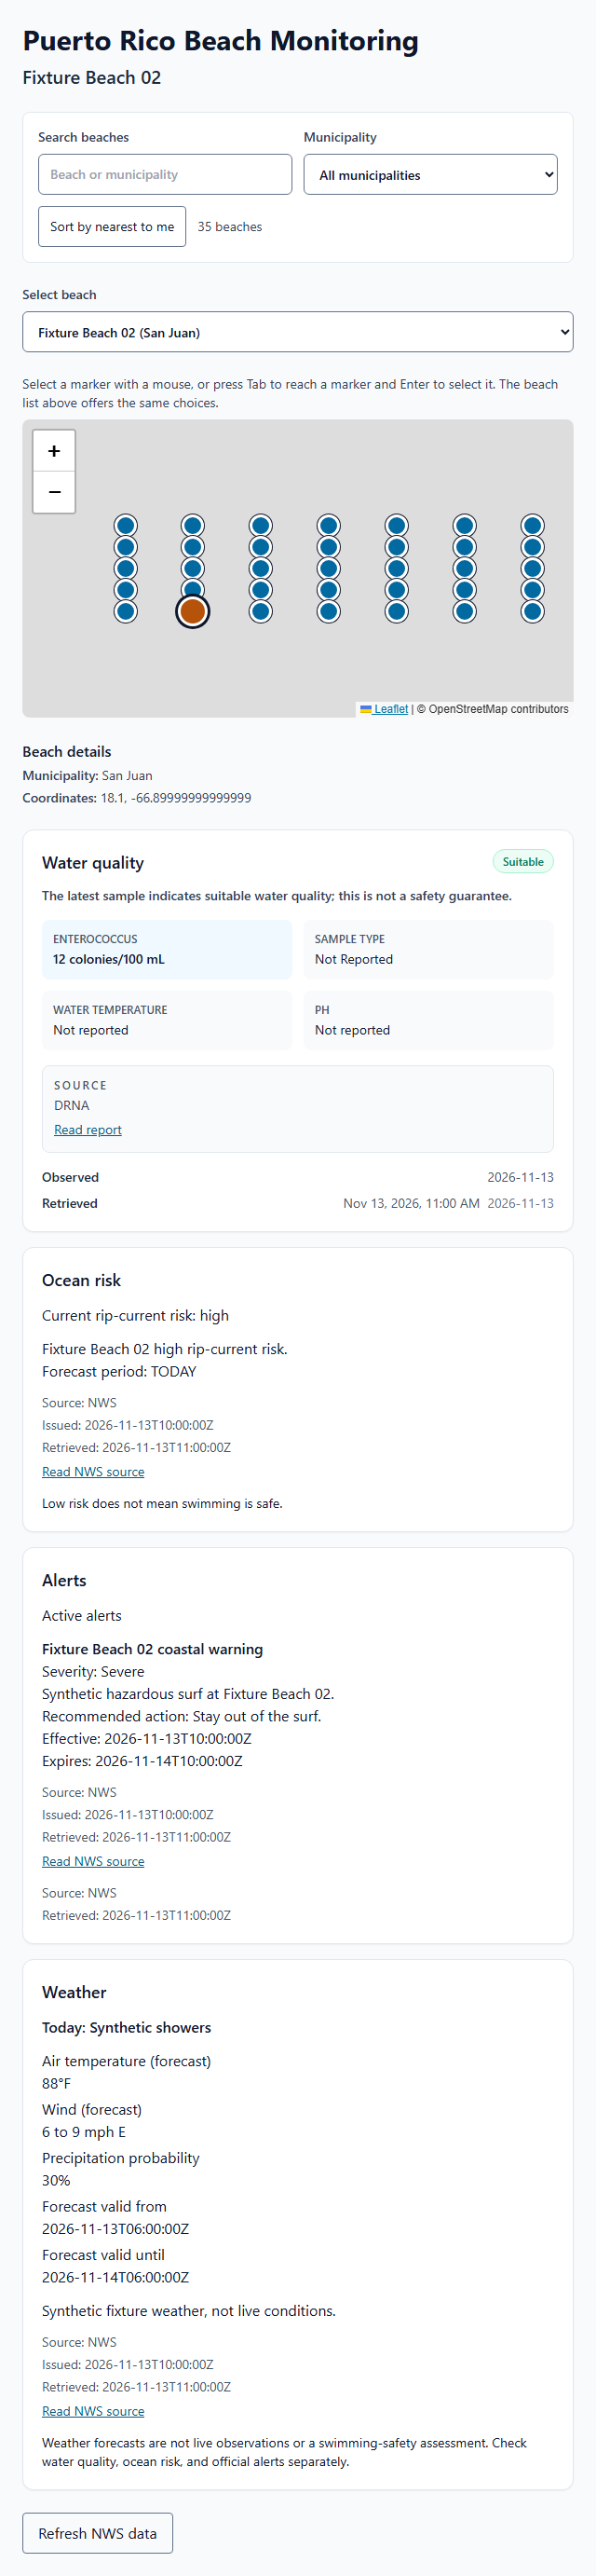 Puerto Rico Beach Monitoring
Fixture Beach 02
Search beaches
Municipality
Beach or municipality
All municipalities
Sort by nearest to me
35 beaches
Select beach
Fixture Beach 02 (San Juan)
Select a marker with a mouse, or press Tab to reach a marker and Enter to select it. The beach
list above offers the same choices.
+
−
Leaflet | © OpenStreetMap contributors
Beach details
Municipality: San Juan
Coordinates: 18.1, -66.89999999999999
Water quality
Suitable
The latest sample indicates suitable water quality; this is not a safety guarantee.
ENTEROCOCCUS
12 colonies/100 mL
SAMPLE TYPE
Not Reported
WATER TEMPERATURE
Not reported
PH
Not reported
SOURCE
DRNA
Read report
Observed
2026-11-13
Retrieved
Nov 13, 2026, 11:00 AM 2026-11-13
Ocean risk
Current rip-current risk: high
Fixture Beach 02 high rip-current risk.
Forecast period: TODAY
Source: NWS
Issued: 2026-11-13T10:00:00Z
Retrieved: 2026-11-13T11:00:00Z
Read NWS source
Low risk does not mean swimming is safe.
Alerts
Active alerts
Fixture Beach 02 coastal warning
Severity: Severe
Synthetic hazardous surf at Fixture Beach 02.
Recommended action: Stay out of the surf.
Effective: 2026-11-13T10:00:00Z
Expires: 2026-11-14T10:00:00Z
Source: NWS
Issued: 2026-11-13T10:00:00Z
Retrieved: 2026-11-13T11:00:00Z
Read NWS source
Source: NWS
Retrieved: 2026-11-13T11:00:00Z
Weather
Today: Synthetic showers
Air temperature (forecast)
88°F
Wind (forecast)
6 to 9 mph E
Precipitation probability
30%
Forecast valid from
2026-11-13T06:00:00Z
Forecast valid until
2026-11-14T06:00:00Z
Synthetic fixture weather, not live conditions.
Source: NWS
Issued: 2026-11-13T10:00:00Z
Retrieved: 2026-11-13T11:00:00Z
Read NWS source
Weather forecasts are not live observations or a swimming-safety assessment. Check
water quality, ocean risk, and official alerts separately.
Refresh NWS data